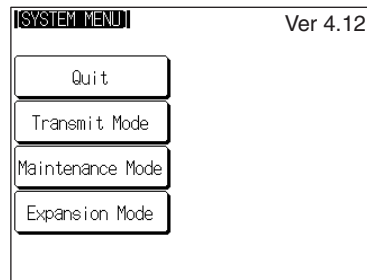 [SYSTEM MENU]
Ver 4.12
Quit
Transmit Mode
Maintenance Mode
Expansion Mode